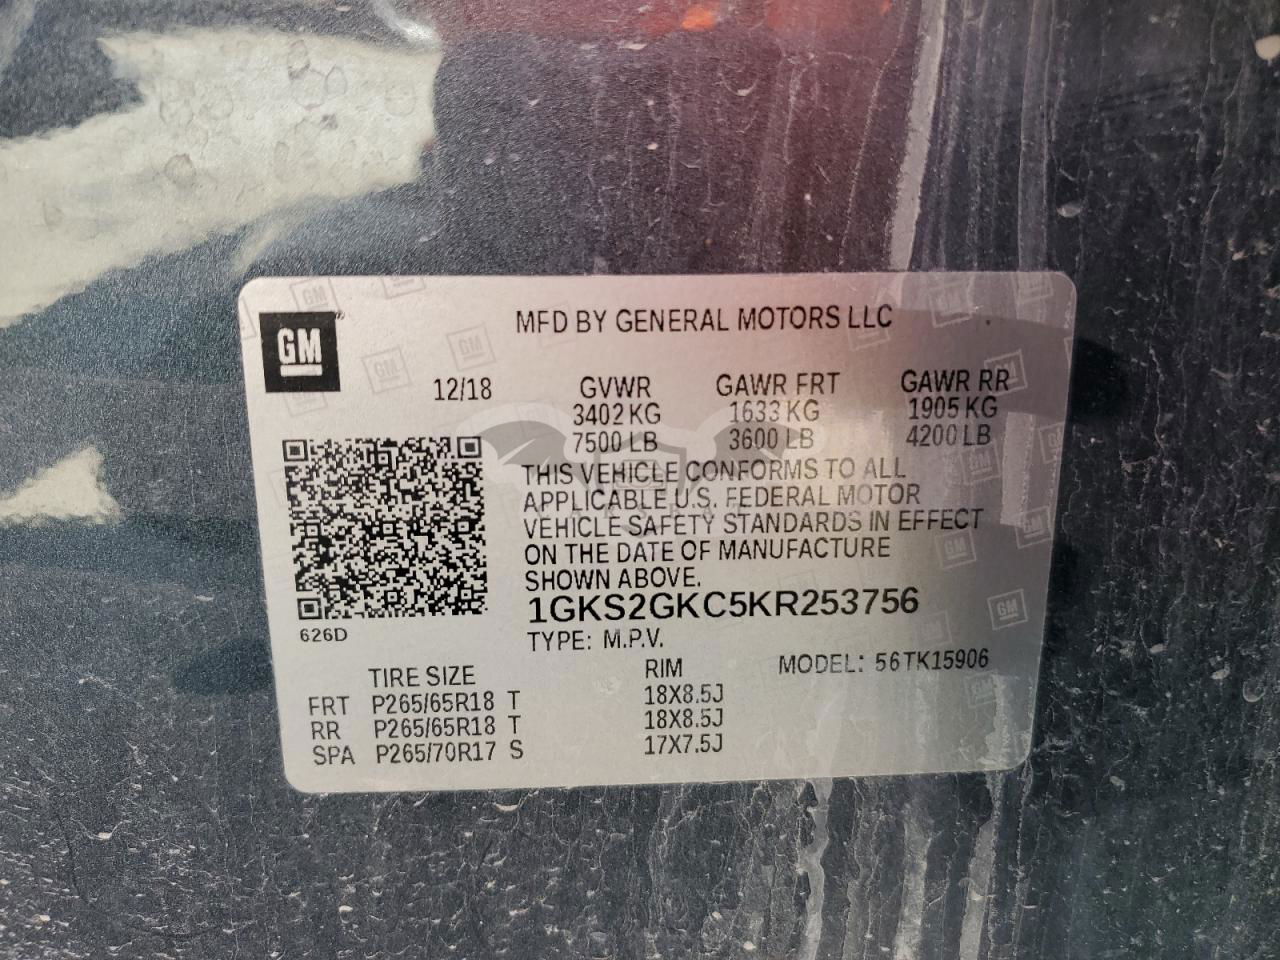 GM
MFD BY GENERAL MOTORS LLC
12/18 GVWR GAWR FRT GAWR RR
3402 KG 1633 KG 1905 KG
7500 LB 3600 LB 4200 LB
THIS VEHICLE CONFORMS TO ALL
APPLICABLE U.S. FEDERAL MOTOR
VEHICLE SAFETY STANDARDS IN EFFECT
ON THE DATE OF MANUFACTURE
SHOWN ABOVE.
1GKS2GKC5KR253756
626D
TYPE: M.P.V.
TIRE SIZE RIM MODEL: 56TK15906
FRT P265/65R18 T 18X8.5J
RR P265/65R18 T 18X8.5J
SPA P265/70R17 S 17X7.5J